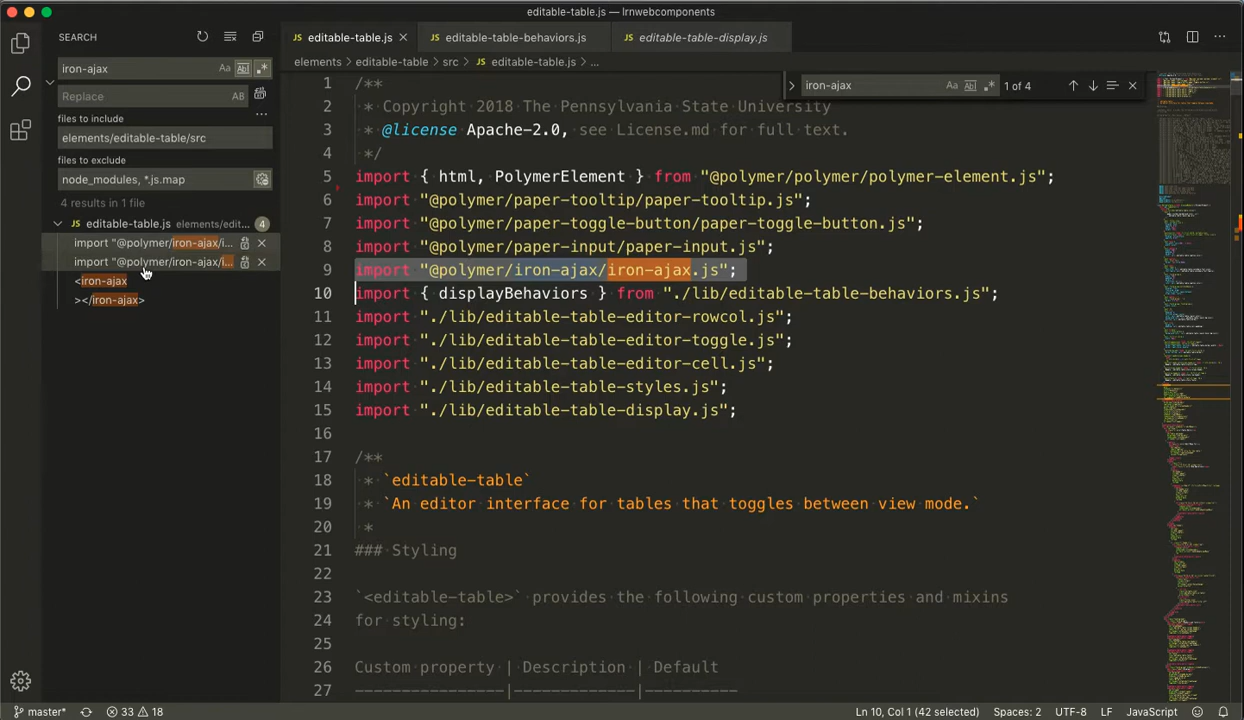 editable-table.js — lrnwebcomponents
SEARCH
iron-ajax
Aa
Replace
AB
files to include
elements/editable-table/src
files to exclude
node_modules, *.js.map
4 results in 1 file
editable-table.js elements/edit... 4
import "@polymer/iron-ajax/i...
import "@polymer/iron-ajax/i...
<iron-ajax
></iron-ajax>
JS editable-table.js
JS editable-table-behaviors.js
JS editable-table-display.js
elements > editable-table > src > JS editable-table.js > ...
iron-ajax Aa 1 of 4
1 /**
2 * Copyright 2018 The Pennsylvania State University
3 * @license Apache-2.0, see License.md for full text.
4 */
5 import { html, PolymerElement } from "@polymer/polymer/polymer-element.js";
6 import "@polymer/paper-tooltip/paper-tooltip.js";
7 import "@polymer/paper-toggle-button/paper-toggle-button.js";
8 import "@polymer/paper-input/paper-input.js";
9 import "@polymer/iron-ajax/iron-ajax.js";
10 import { displayBehaviors } from "./lib/editable-table-behaviors.js";
11 import "./lib/editable-table-editor-rowcol.js";
12 import "./lib/editable-table-editor-toggle.js";
13 import "./lib/editable-table-editor-cell.js";
14 import "./lib/editable-table-styles.js";
15 import "./lib/editable-table-display.js";
16
17 /**
18 * `editable-table`
19 * `An editor interface for tables that toggles between view mode.`
20 *
21 ### Styling
22
23 `<editable-table>` provides the following custom properties and mixins
24 for styling:
25
26 Custom property | Description | Default
27 ----------------|-------------|----------
master* 33 18
Ln 10, Col 1 (42 selected) Spaces: 2 UTF-8 LF JavaScript